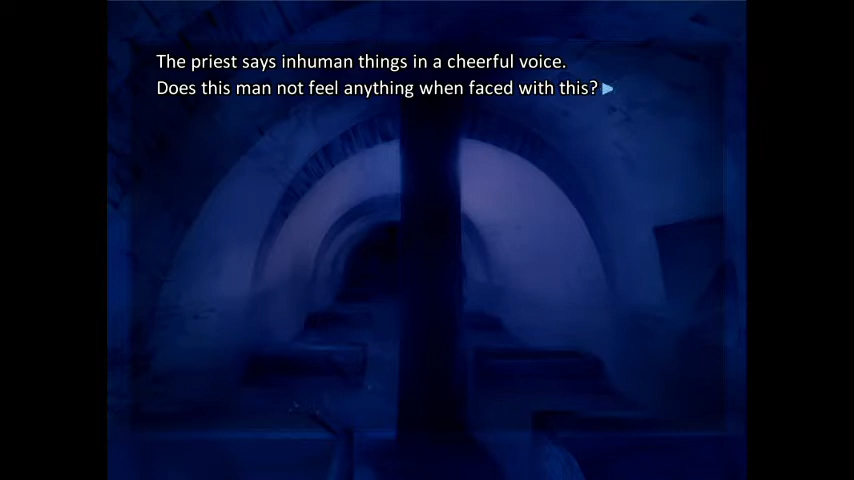 The priest says inhuman things in a cheerful voice.
Does this man not feel anything when faced with this?